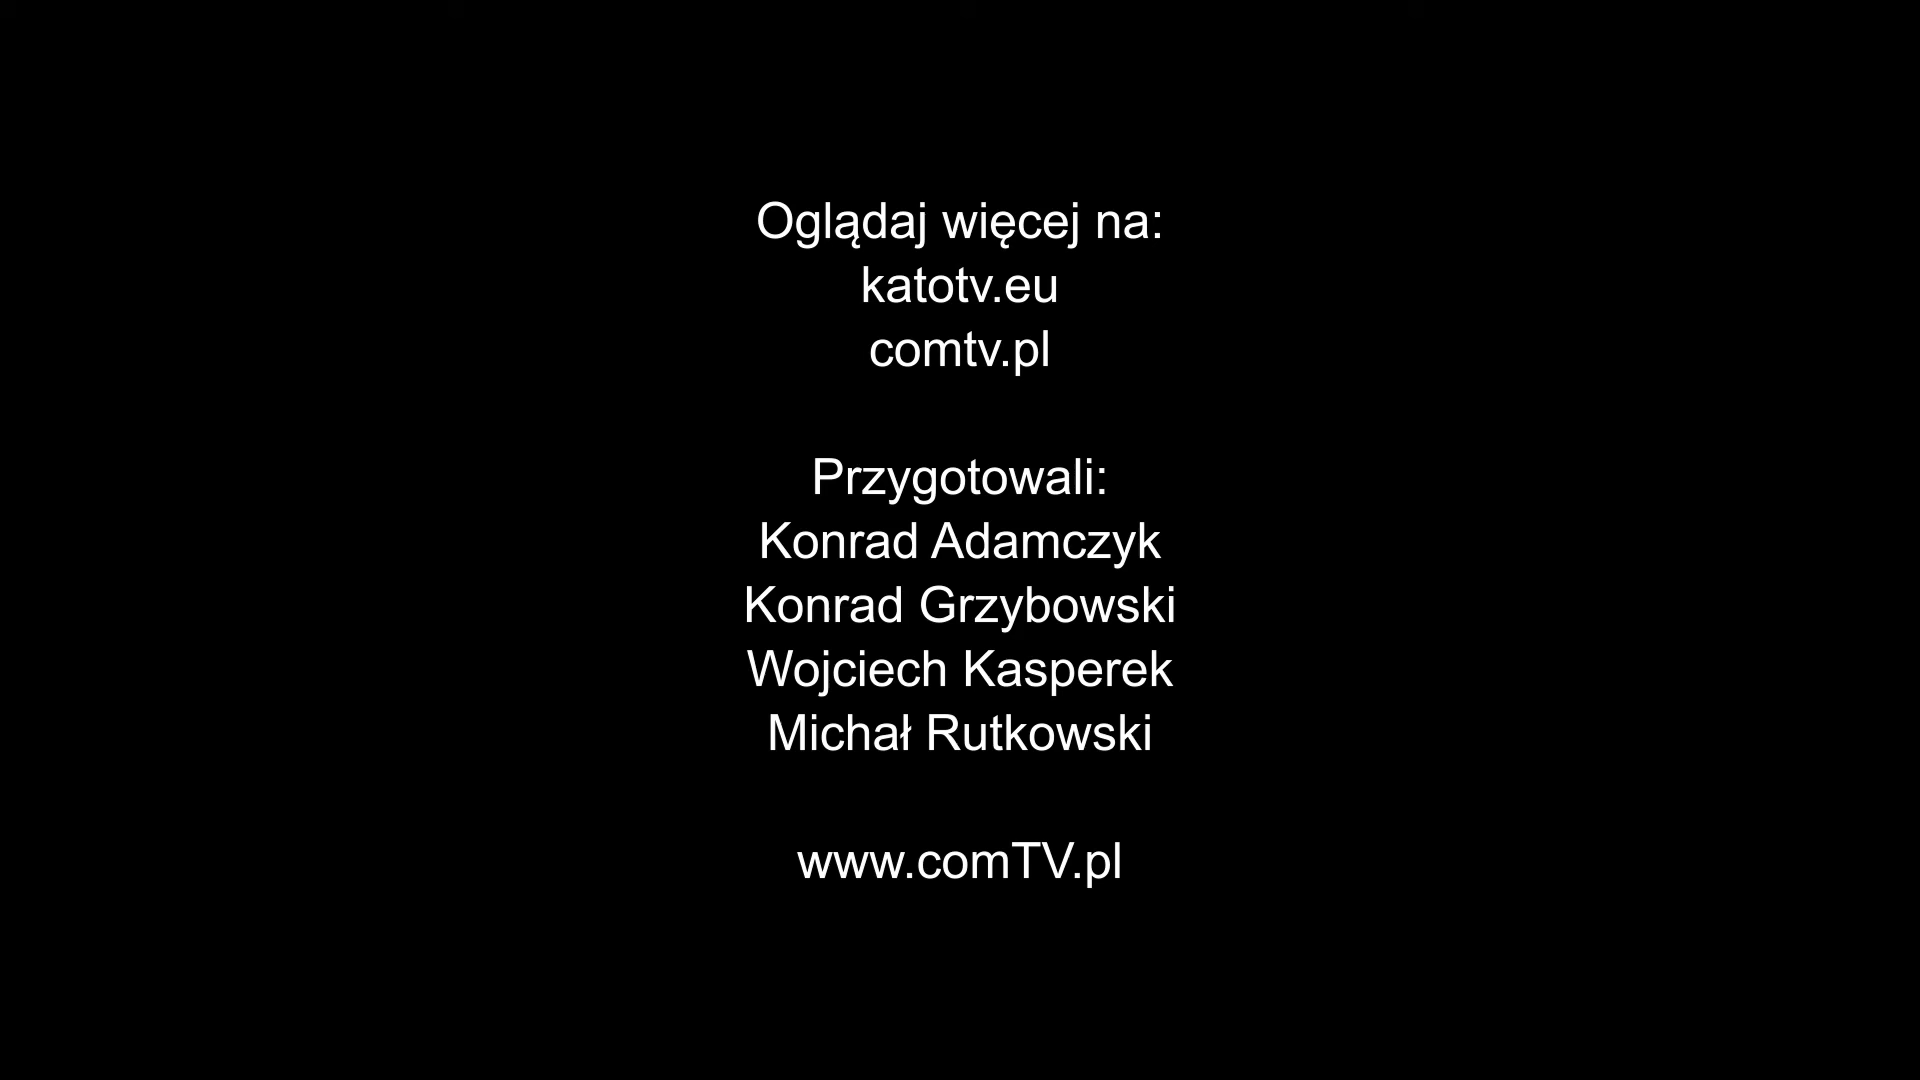 Oglądaj więcej na:
katotv.eu
comtv.pl
Przygotowali:
Konrad Adamczyk
Konrad Grzybowski
Wojciech Kasperek
Michał Rutkowski
www.comTV.pl